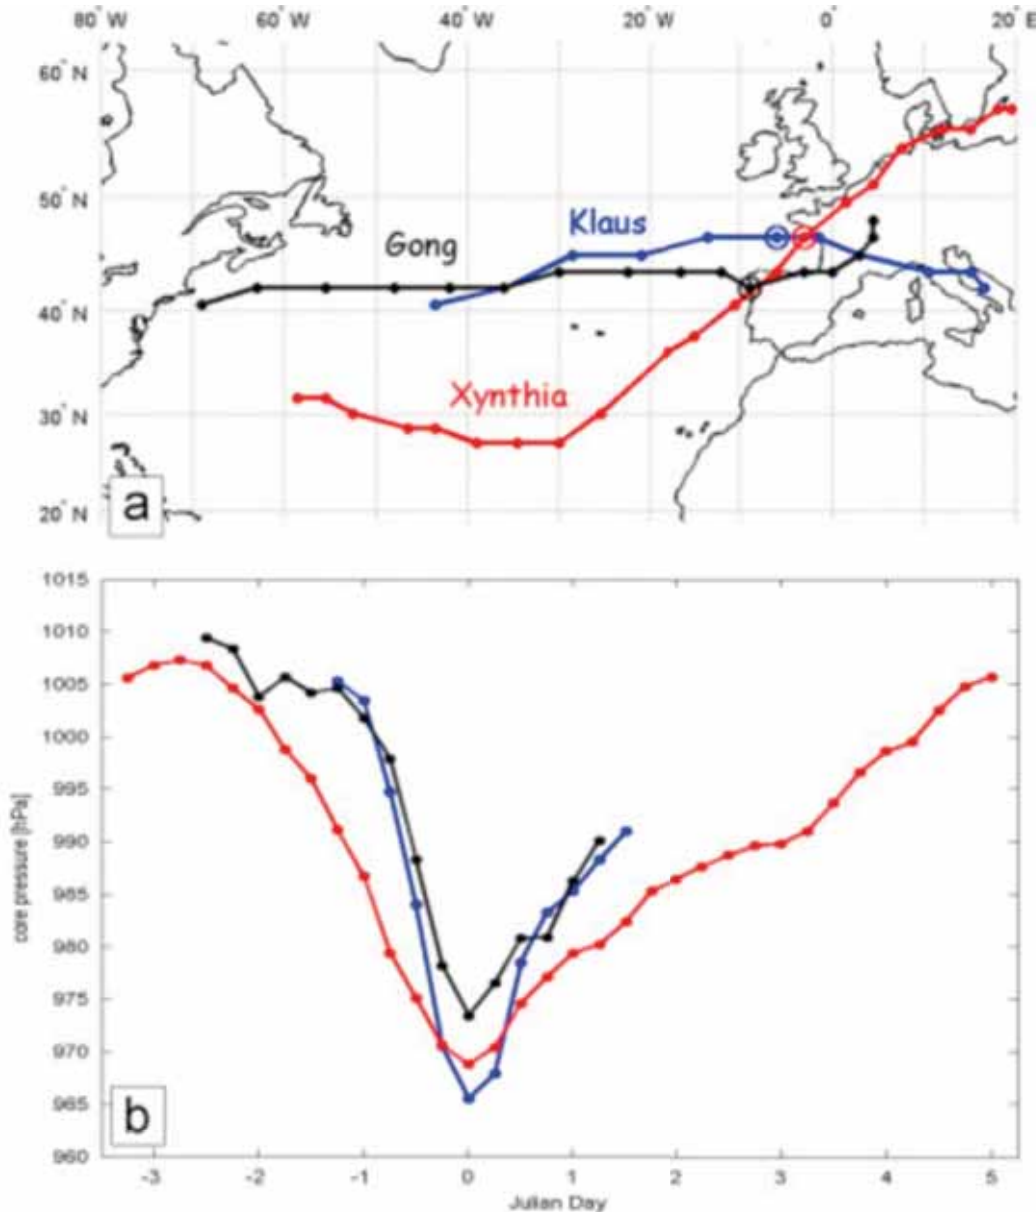 80° W 60° W 40° W 20° W 0° 20° E
60° N
50° N
40° N
30° N
20° N
Klaus
Gong
Xynthia
a
1015
1010
1005
1000
995
990
985
980
975
970
965
960
core pressure [hPa]
b
-3 -2 -1 0 1 2 3 4 5
Julian Day